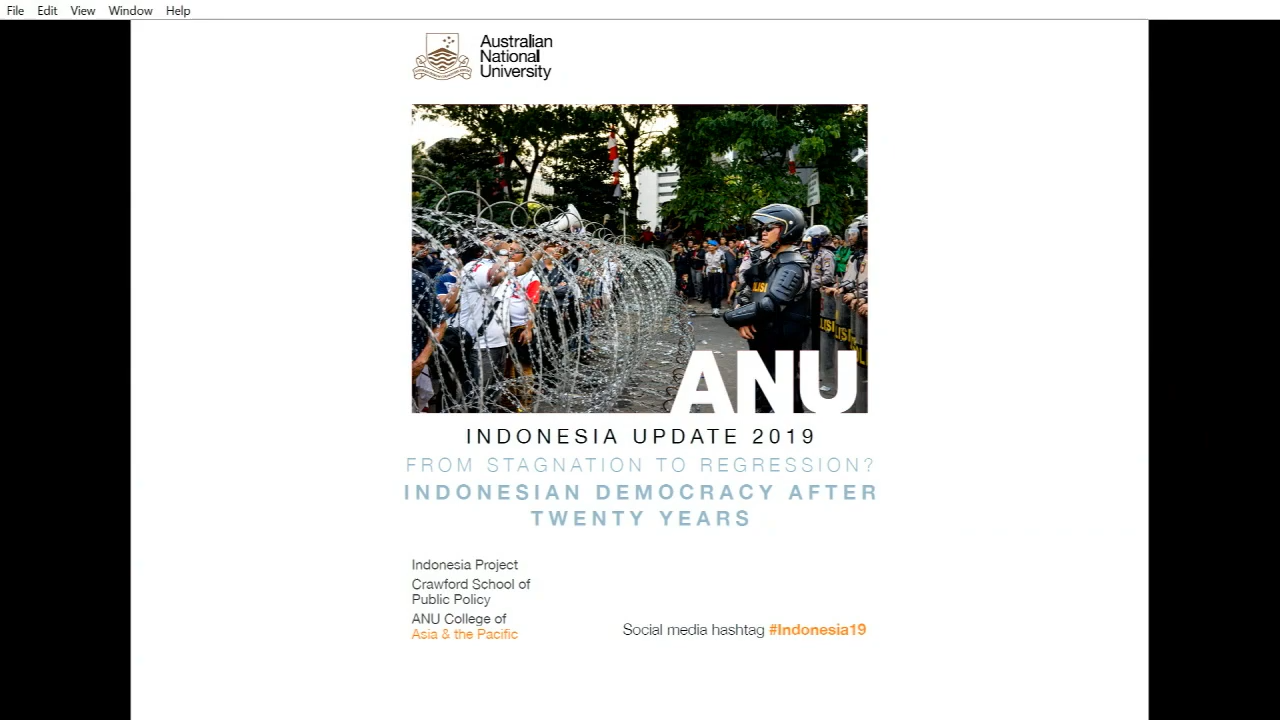 File Edit View Window Help
Australian
National
University
POLISI
ANU
INDONESIA UPDATE 2019
FROM STAGNATION TO REGRESSION?
INDONESIAN DEMOCRACY AFTER
TWENTY YEARS
Indonesia Project
Crawford School of
Public Policy
ANU College of
Asia & the Pacific
Social media hashtag #Indonesia19